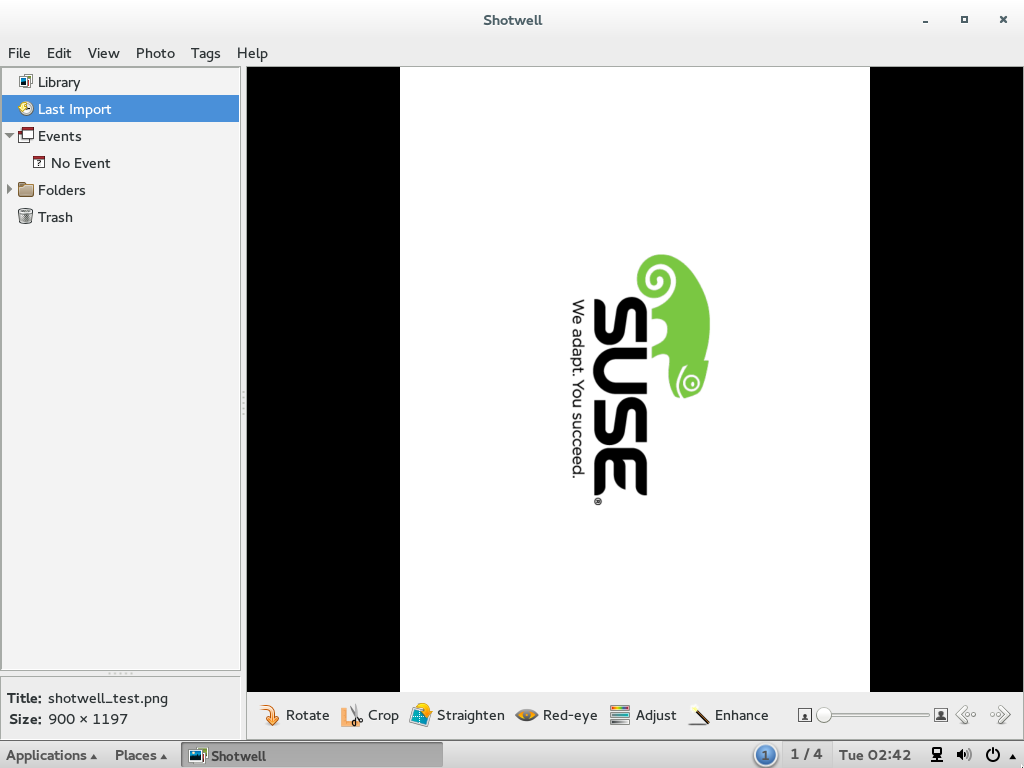 Shotwell
File Edit View Photo Tags Help
Library
Last Import
Events
No Event
Folders
Trash
SUSE®
We adapt. You succeed.
Title: shotwell_test.png
Size: 900 × 1197
Rotate Crop Straighten Red-eye Adjust Enhance
Applications Places Shotwell 1 1 / 4 Tue 02:42